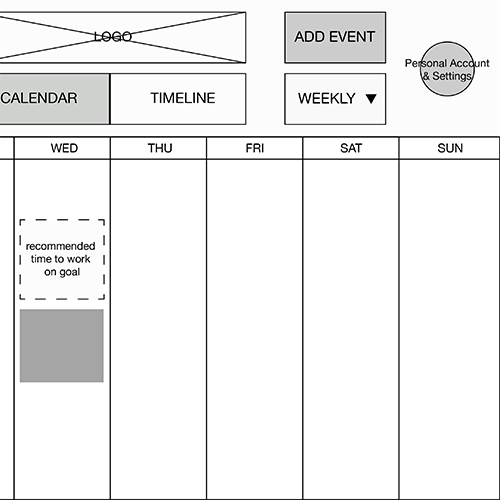 LOGO
ADD EVENT
Personal Account
& Settings
CALENDAR
TIMELINE
WEEKLY
WED
THU
FRI
SAT
SUN
recommended
time to work
on goal